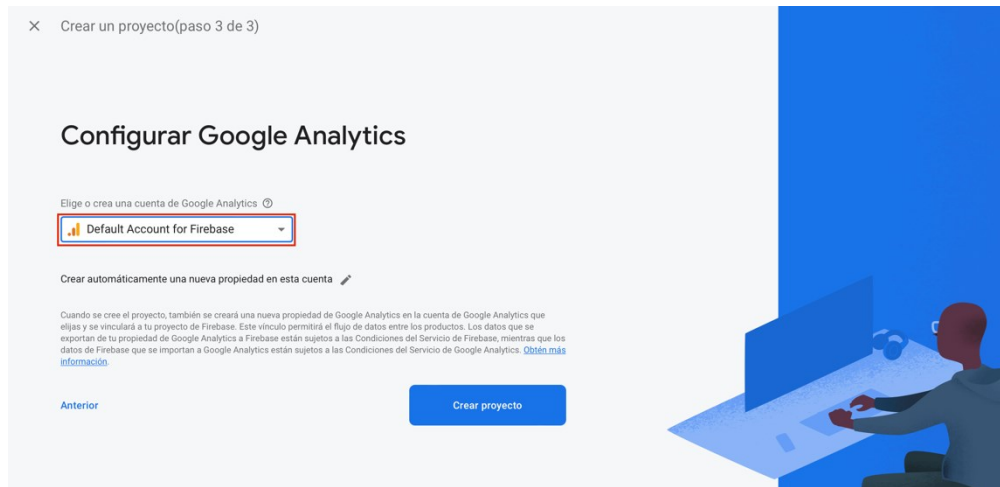 Crear un proyecto(paso 3 de 3)
Configurar Google Analytics
Elige o crea una cuenta de Google Analytics
Default Account for Firebase
Crear automáticamente una nueva propiedad en esta cuenta
Cuando se cree el proyecto, también se creará una nueva propiedad de Google Analytics en la cuenta de Google Analytics que
elijas y se vinculará a tu proyecto de Firebase. Este vínculo permitirá el flujo de datos entre los productos. Los datos que se
exportan de tu propiedad de Google Analytics a Firebase están sujetos a las Condiciones del Servicio de Firebase, mientras que los
datos de Firebase que se importan a Google Analytics están sujetos a las Condiciones del Servicio de Google Analytics. Obtén más
información.
Anterior
Crear proyecto